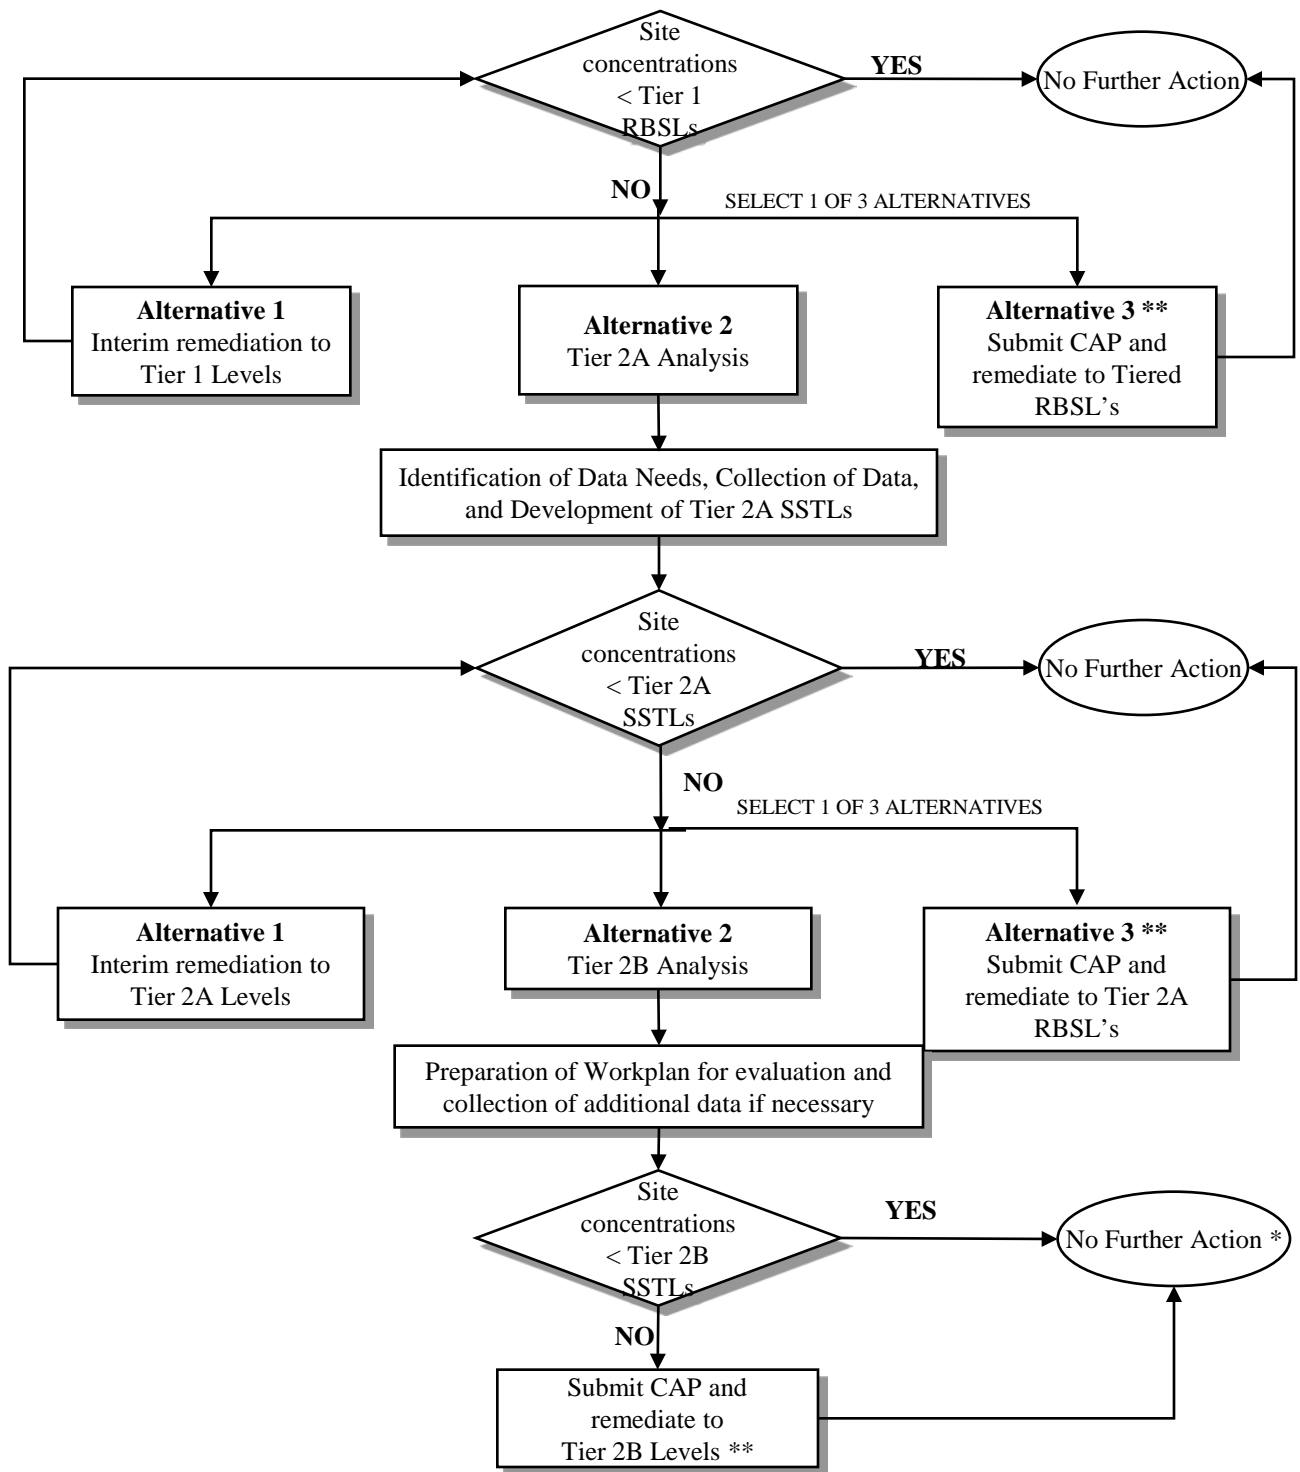 Site
concentrations
< Tier 1
RBSLs
YES
No Further Action
NO
SELECT 1 OF 3 ALTERNATIVES
Alternative 1
Interim remediation to
Tier 1 Levels
Alternative 2
Tier 2A Analysis
Alternative 3 **
Submit CAP and
remediate to Tiered
RBSL’s
Identification of Data Needs, Collection of Data,
and Development of Tier 2A SSTLs
Site
concentrations
< Tier 2A
SSTLs
YES
No Further Action
NO
SELECT 1 OF 3 ALTERNATIVES
Alternative 1
Interim remediation to
Tier 2A Levels
Alternative 2
Tier 2B Analysis
Alternative 3 **
Submit CAP and
remediate to Tier 2A
RBSL’s
Preparation of Workplan for evaluation and
collection of additional data if necessary
Site
concentrations
< Tier 2B
SSTLs
YES
No Further Action *
NO
Submit CAP and
remediate to
Tier 2B Levels **